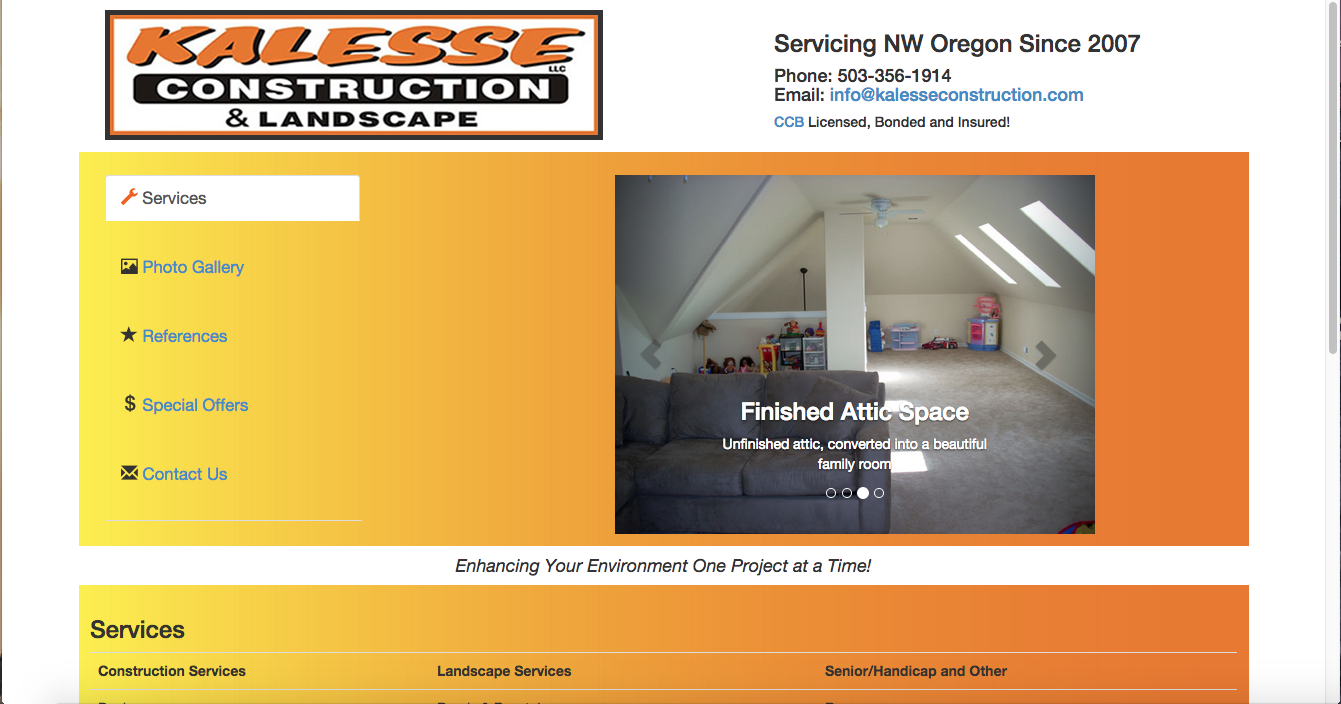 KALESSE
LLC
CONSTRUCTION
& LANDSCAPE
Servicing NW Oregon Since 2007
Phone: 503-356-1914
Email: info@kalesseconstruction.com
CCB Licensed, Bonded and Insured!
Services
Photo Gallery
References
$ Special Offers
Contact Us
Finished Attic Space
Unfinished attic, converted into a beautiful
family room
Enhancing Your Environment One Project at a Time!
Services
Construction Services
Landscape Services
Senior/Handicap and Other